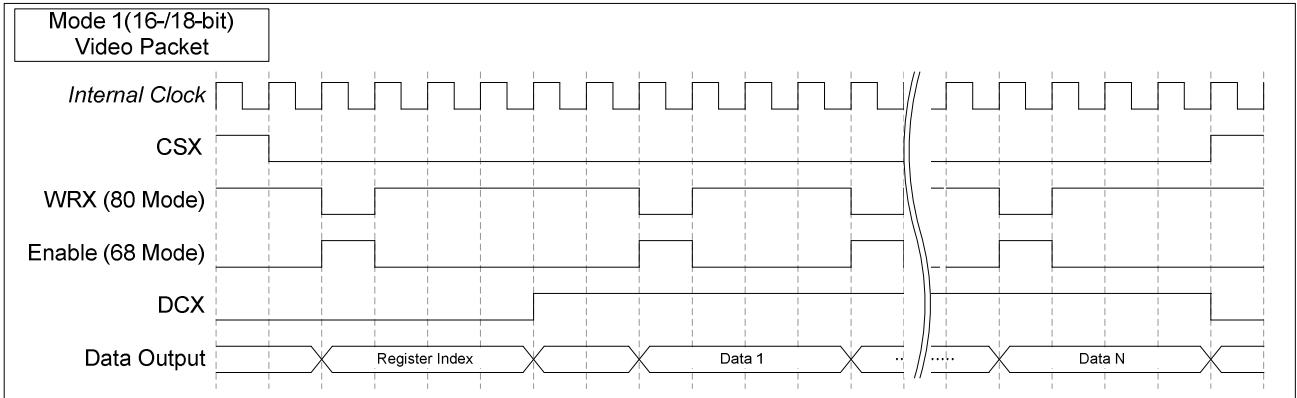 Mode 1(16-/18-bit)
Video Packet
Internal Clock
CSX
WRX (80 Mode)
Enable (68 Mode)
DCX
Data Output
Register Index
Data 1
.. .....
Data N